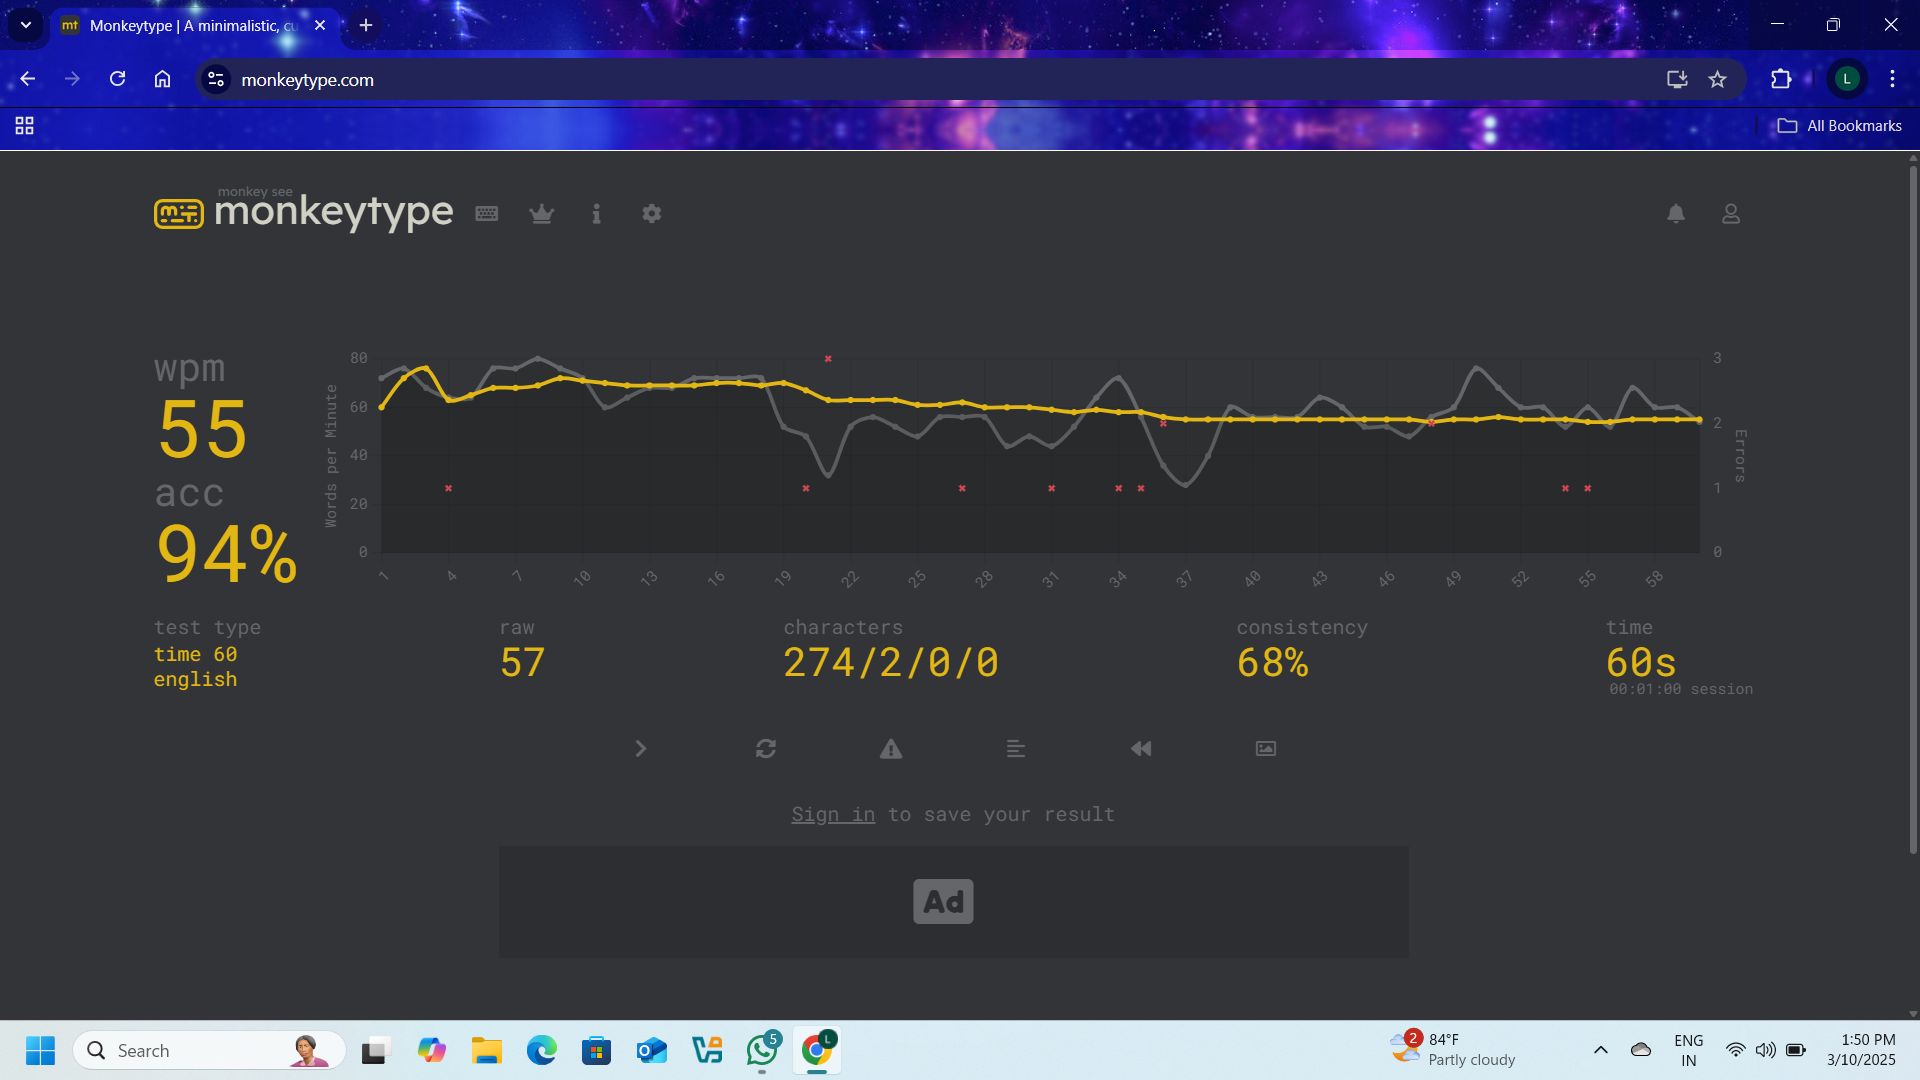 mt Monkeytype | A minimalistic, cu
monkeytype.com
L
All Bookmarks
monkey see
monkeytype
wpm
55
acc
94%
80
60
40
20
0
Words per Minute
3
2
1
0
Errors
1 4 7 10 13 16 19 22 25 28 31 34 37 40 43 46 49 52 55 58
test type
time 60
english
raw
57
characters
274/2/0/0
consistency
68%
time
60s
00:01:00 session
Sign in to save your result
Ad
Search
5
L
2
84°F
Partly cloudy
ENG
IN
1:50 PM
3/10/2025